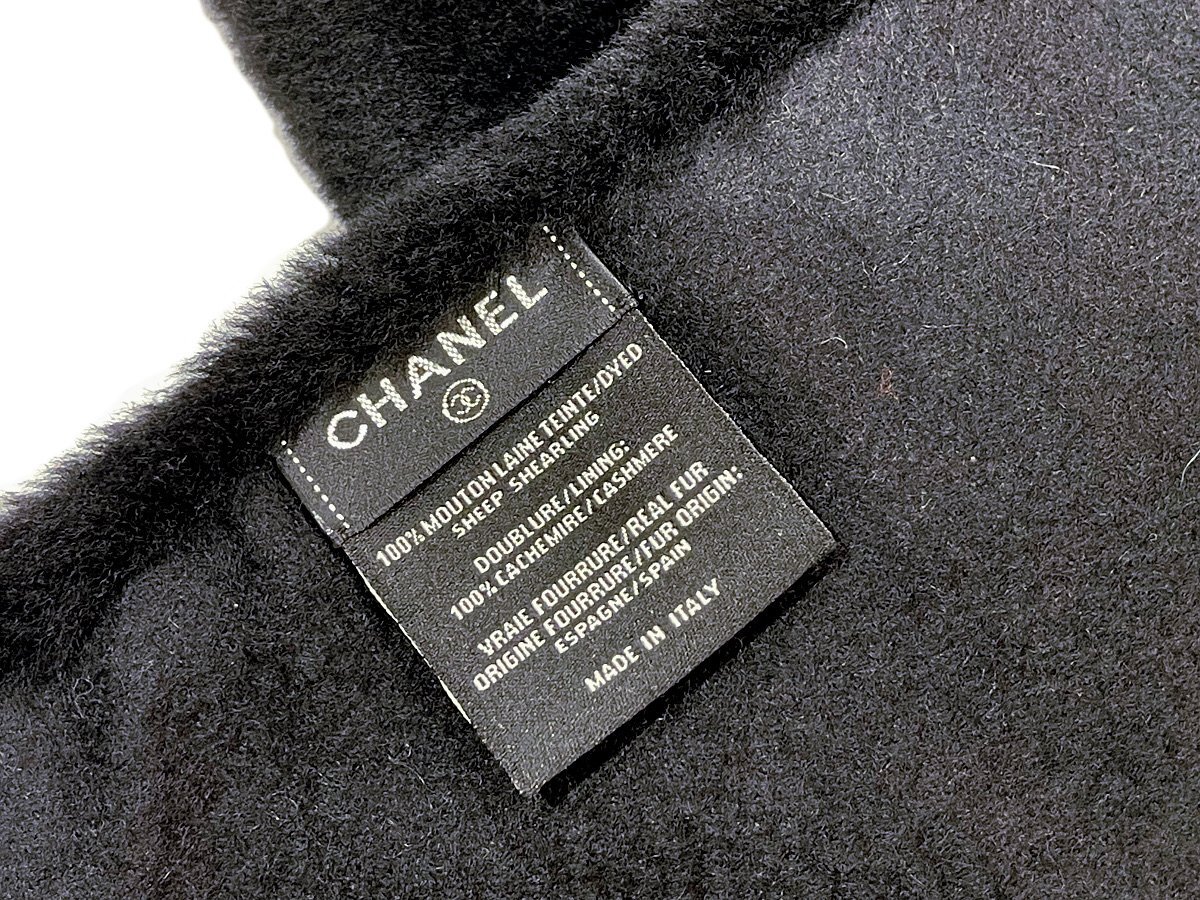 CHANEL
100% MOUTON LAINE TEINTE/DYED
SHEEP SHEARLING
DOUBLURE/LINING:
100% CACHEMIRE/CASHMERE
VRAIE FOURRURE/REAL FUR
ORIGINE FOURRURE/FUR ORIGIN:
ESPAGNE/SPAIN
MADE IN ITALY